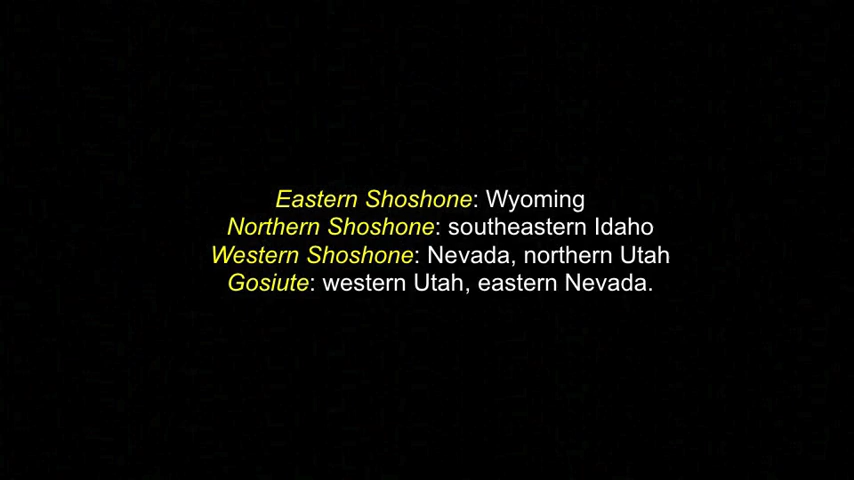 Eastern Shoshone: Wyoming
Northern Shoshone: southeastern Idaho
Western Shoshone: Nevada, northern Utah
Gosiute: western Utah, eastern Nevada.